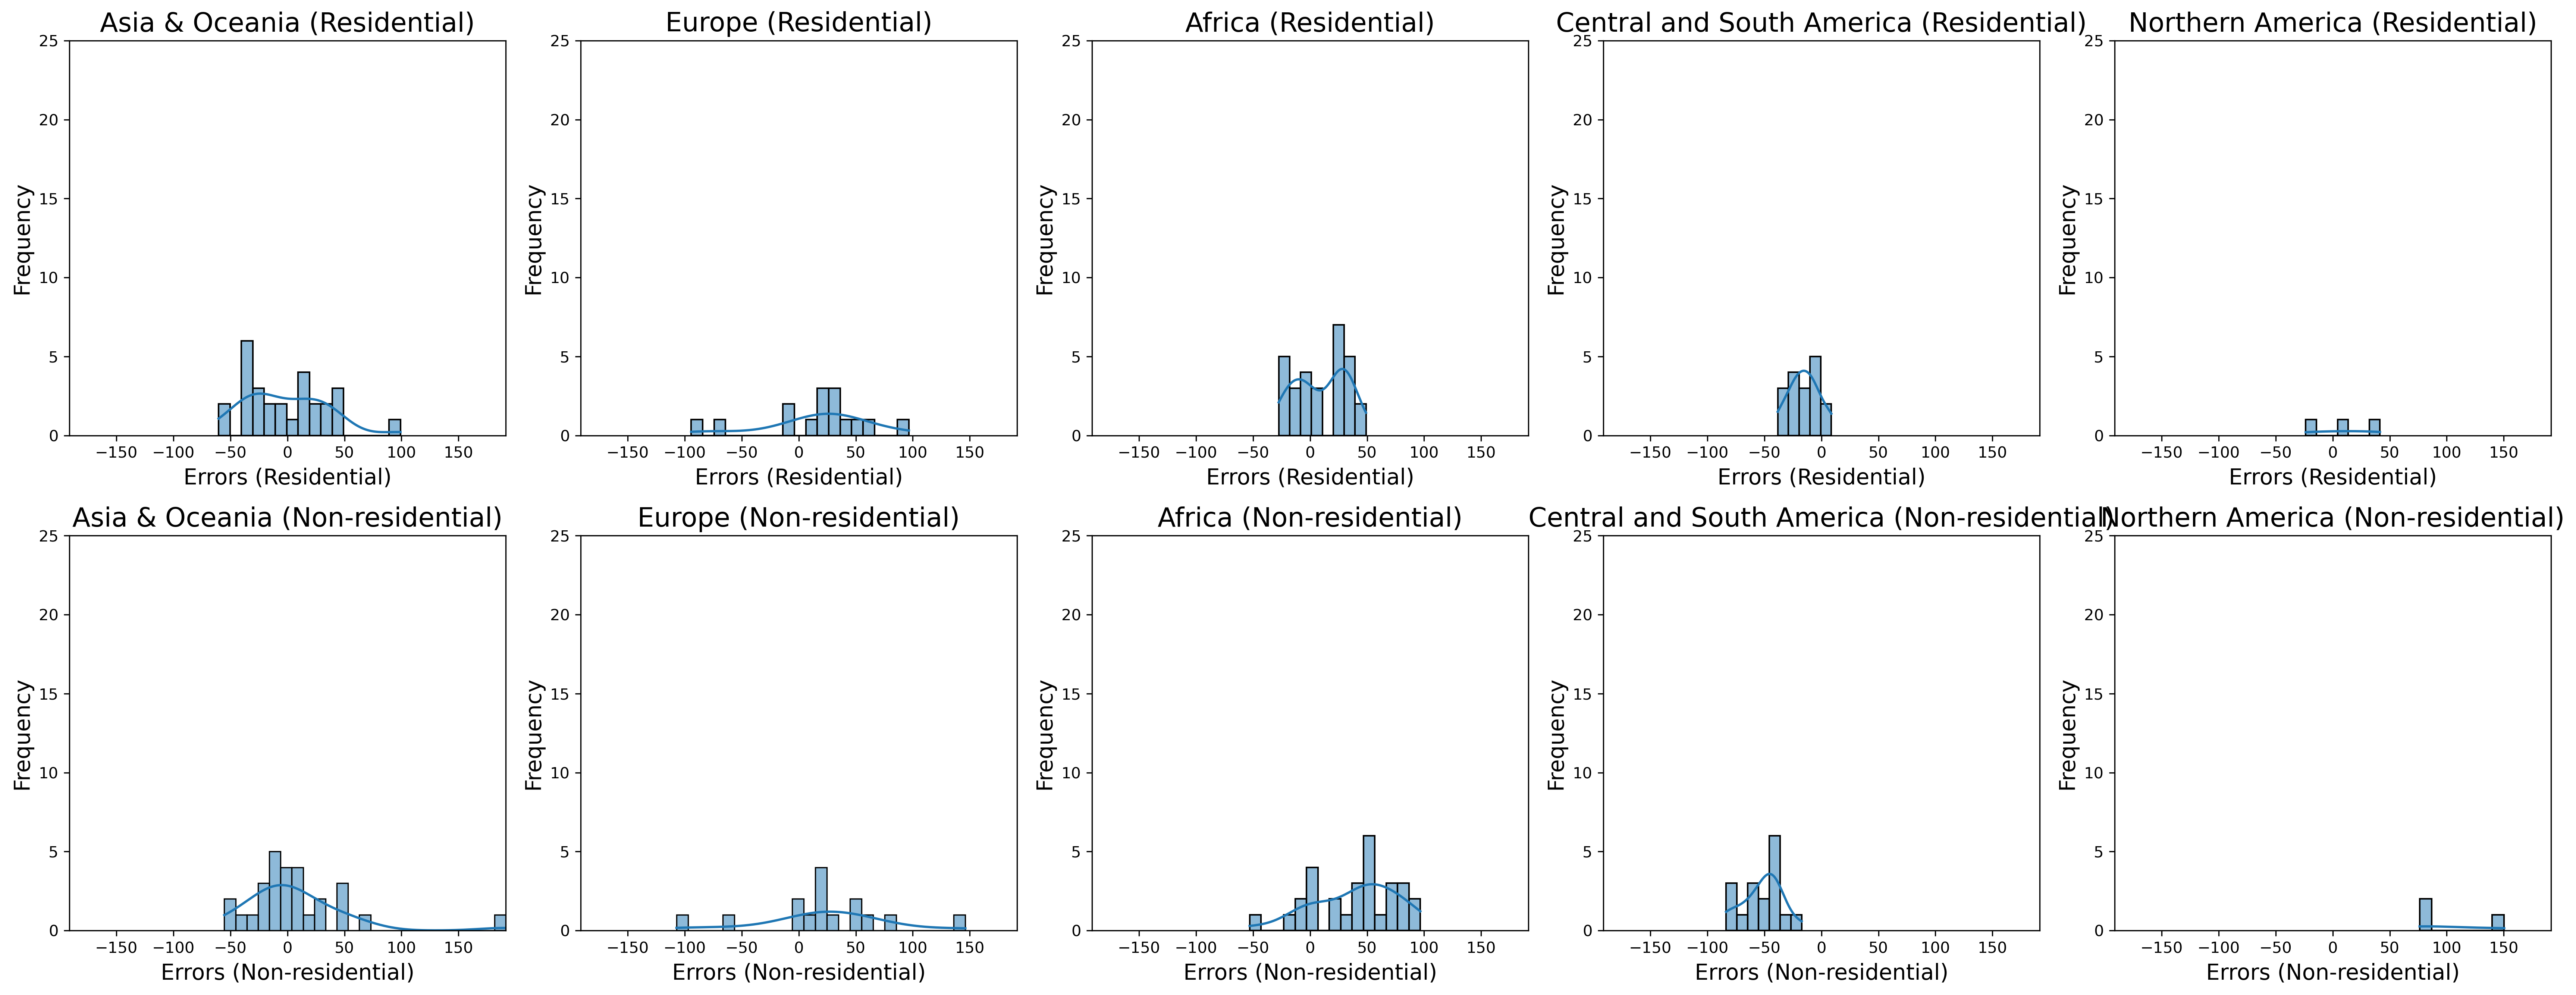 Asia & Oceania (Residential)
25
20
15
10
5
0
Frequency
−150 −100 −50 0 50 100 150
Errors (Residential)
Europe (Residential)
25
20
15
10
5
0
Frequency
−150 −100 −50 0 50 100 150
Errors (Residential)
Africa (Residential)
25
20
15
10
5
0
Frequency
−150 −100 −50 0 50 100 150
Errors (Residential)
Central and South America (Residential)
25
20
15
10
5
0
Frequency
−150 −100 −50 0 50 100 150
Errors (Residential)
Northern America (Residential)
25
20
15
10
5
0
Frequency
−150 −100 −50 0 50 100 150
Errors (Residential)
Asia & Oceania (Non-residential)
25
20
15
10
5
0
Frequency
−150 −100 −50 0 50 100 150
Errors (Non-residential)
Europe (Non-residential)
25
20
15
10
5
0
Frequency
−150 −100 −50 0 50 100 150
Errors (Non-residential)
Africa (Non-residential)
25
20
15
10
5
0
Frequency
−150 −100 −50 0 50 100 150
Errors (Non-residential)
Central and South America (Non-residential)
25
20
15
10
5
0
Frequency
−150 −100 −50 0 50 100 150
Errors (Non-residential)
Northern America (Non-residential)
25
20
15
10
5
0
Frequency
−150 −100 −50 0 50 100 150
Errors (Non-residential)